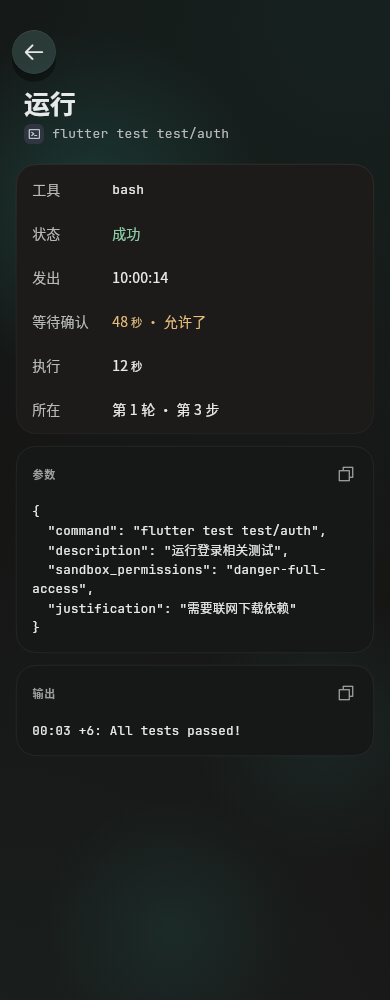 运行
flutter test test/auth
工具 bash
状态 成功
发出 10:00:14
等待确认 48 秒 · 允许了
执行 12 秒
所在 第 1 轮 · 第 3 步
参数
{
  "command": "flutter test test/auth",
  "description": "运行登录相关测试",
  "sandbox_permissions": "danger-full-
access",
  "justification": "需要联网下载依赖"
}
输出
00:03 +6: All tests passed!